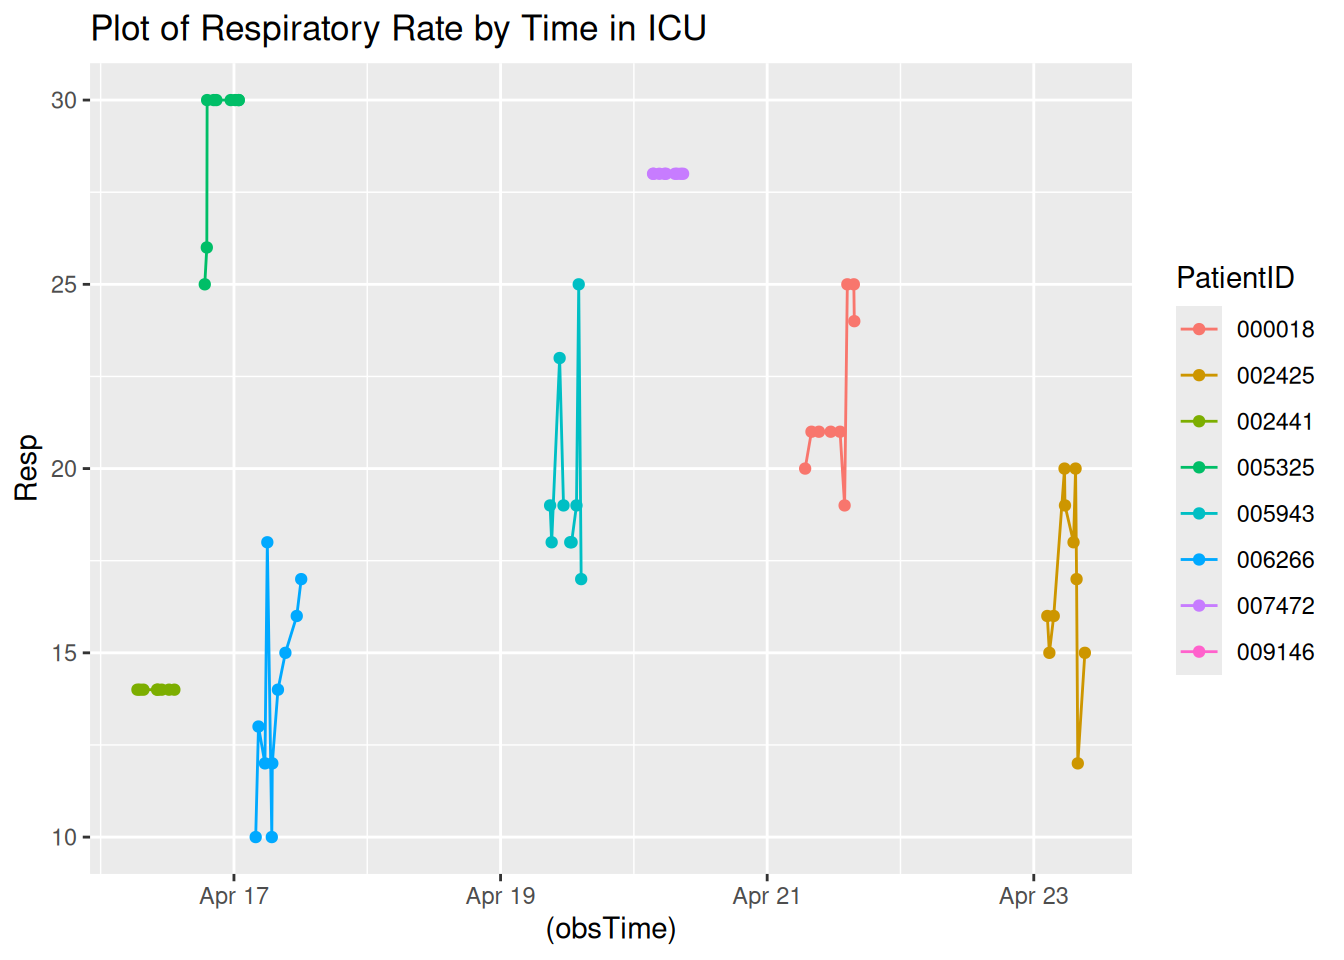 Plot of Respiratory Rate by Time in ICU
30
25
20
15
10
Resp
Apr 17
Apr 19
Apr 21
Apr 23
(obsTime)
PatientID
000018
002425
002441
005325
005943
006266
007472
009146